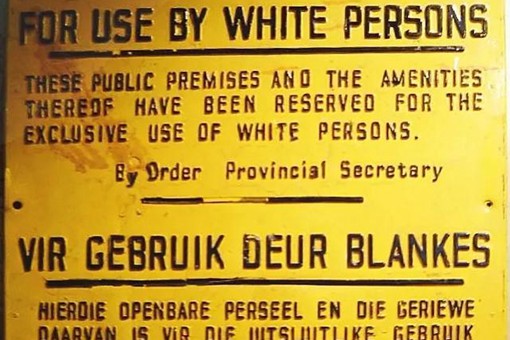 FOR USE BY WHITE PERSONS
THESE PUBLIC PREMISES AND THE AMENITIES
THEREOF HAVE BEEN RESERVED FOR THE
EXCLUSIVE USE OF WHITE PERSONS.
By Order Provincial Secretary
VIR GEBRUIK DEUR BLANKES
HIERDIE OPENBARE PERSEEL EN DIE GERIEWE
DAARVAN IS VIR DIE UITSLUITLIKE GEBRUIK